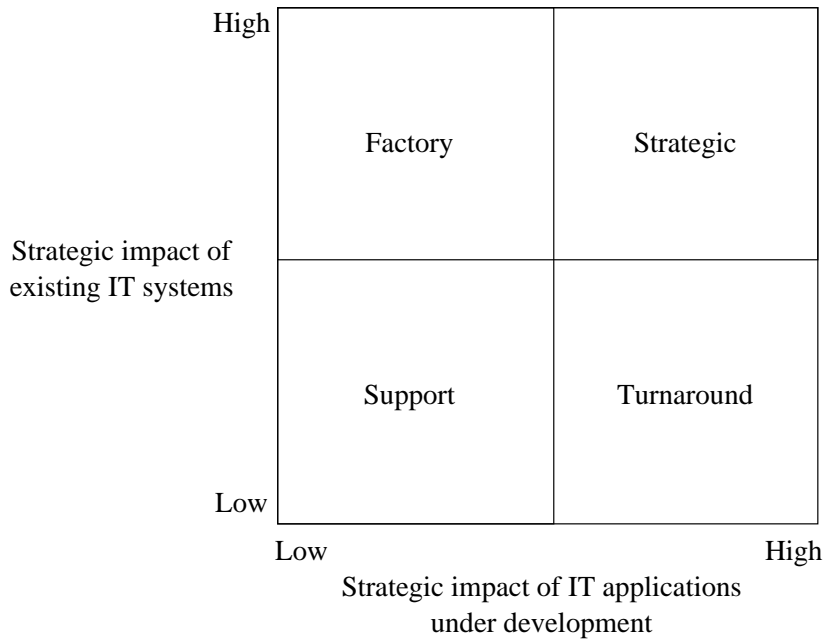 High
Factory
Strategic
Strategic impact of
existing IT systems
Support
Turnaround
Low
Low
High
Strategic impact of IT applications
under development